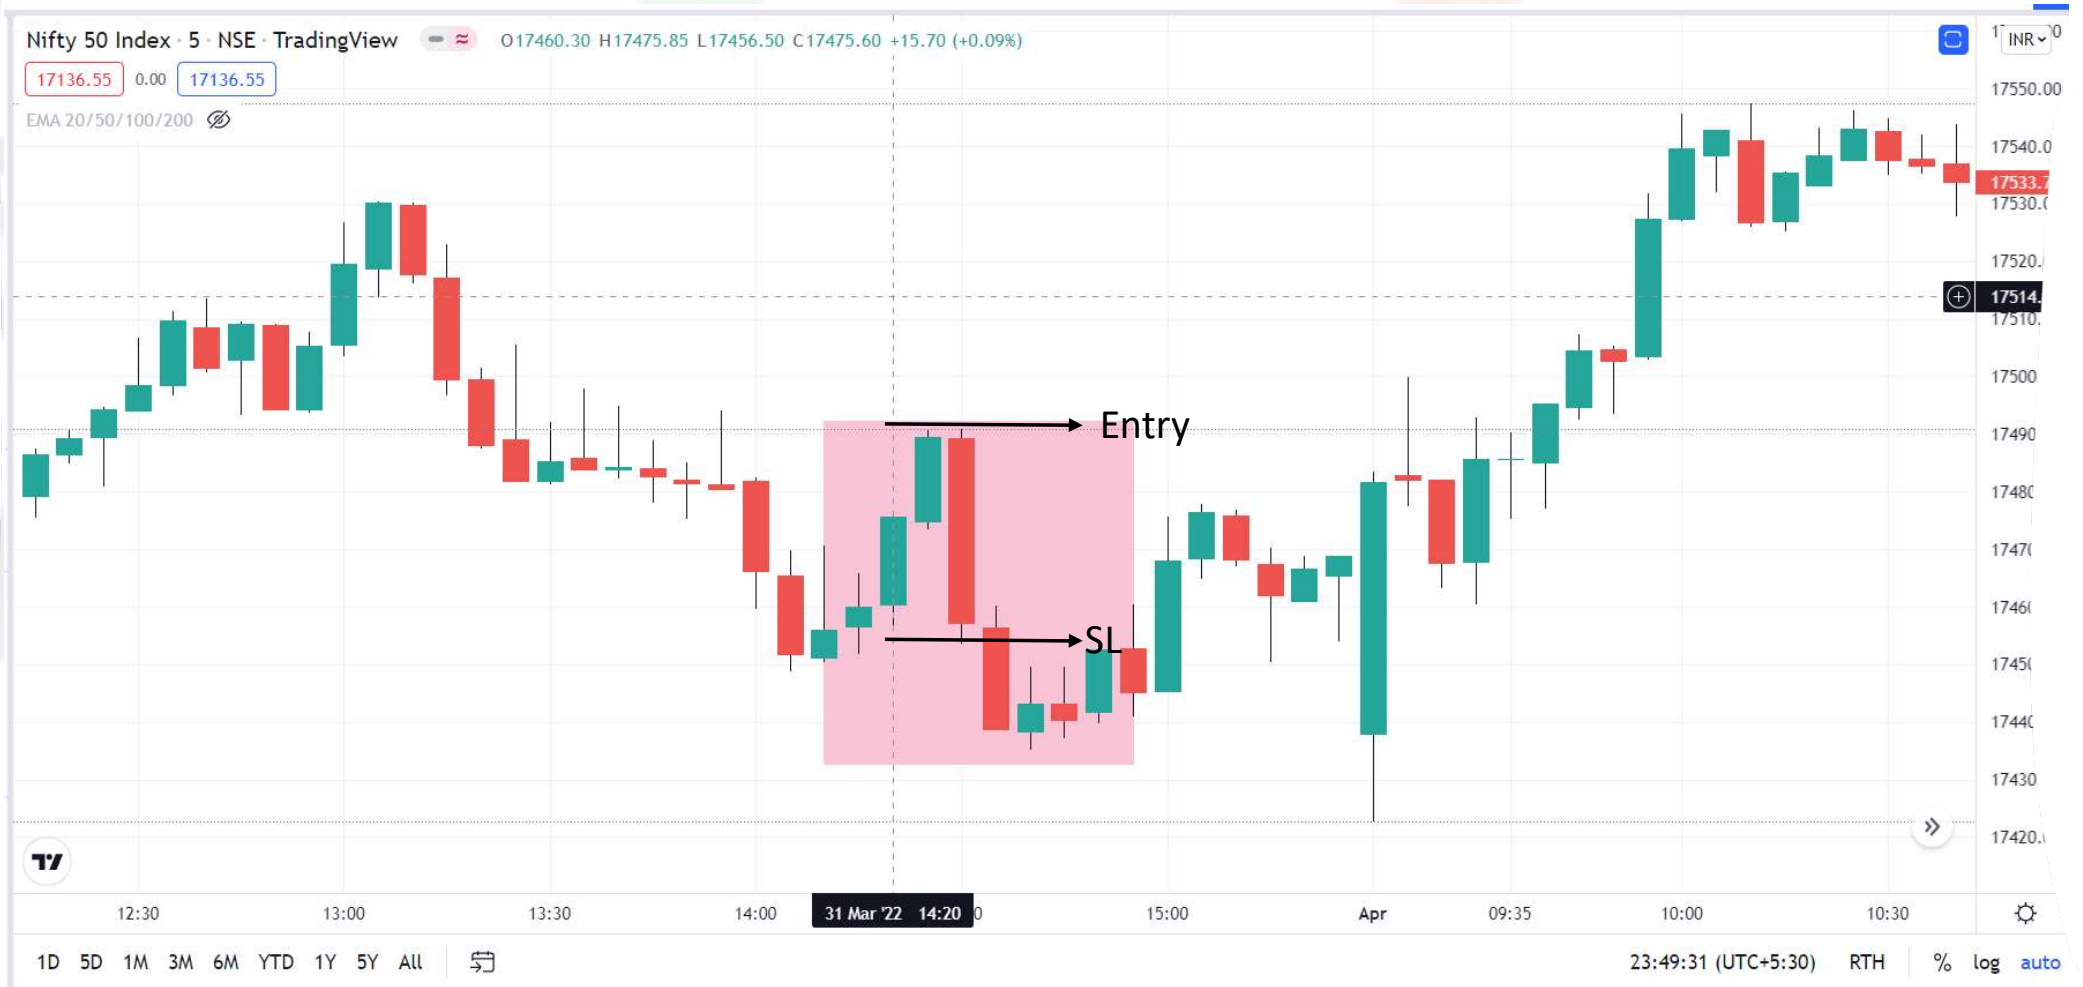 Nifty 50 Index · 5 · NSE · TradingView O17460.30 H17475.85 L17456.50 C17475.60 +15.70 (+0.09%)
INR
17136.55 0.00 17136.55
EMA 20/50/100/200
17550.00
17540.0
17533.7
17530.0
17520.
17514.
17510.
17500
Entry
17490
17480
1747
1746
SL
1745
1744
17430
17420.
12:30 13:00 13:30 14:00 31 Mar '22 14:20 15:00 Apr 09:35 10:00 10:30
1D 5D 1M 3M 6M YTD 1Y 5Y All 23:49:31 (UTC+5:30) RTH % log auto